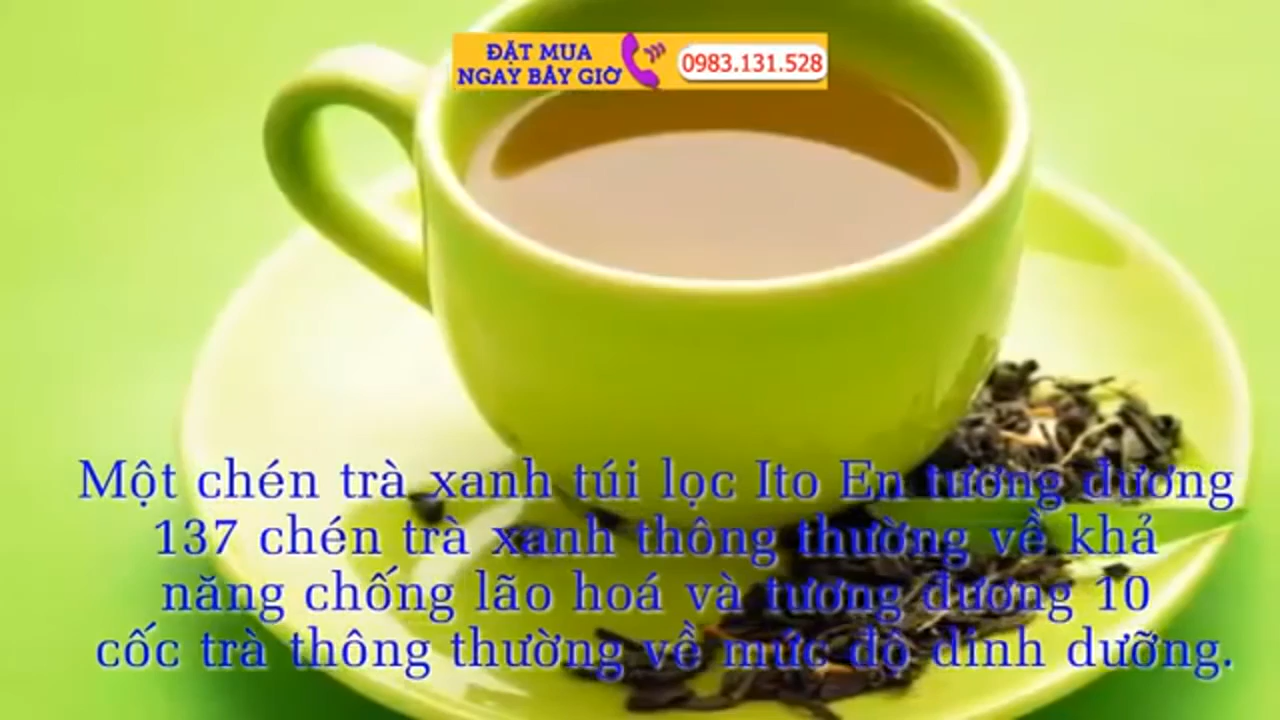 ĐẶT MUA
NGAY BÂY GIỜ
0983.131.528
Một chén trà xanh túi lọc Ito En tương đương
137 chén trà xanh thông thường về khả
năng chống lão hoá và tương đương 10
cốc trà thông thường về mức độ dinh dưỡng.